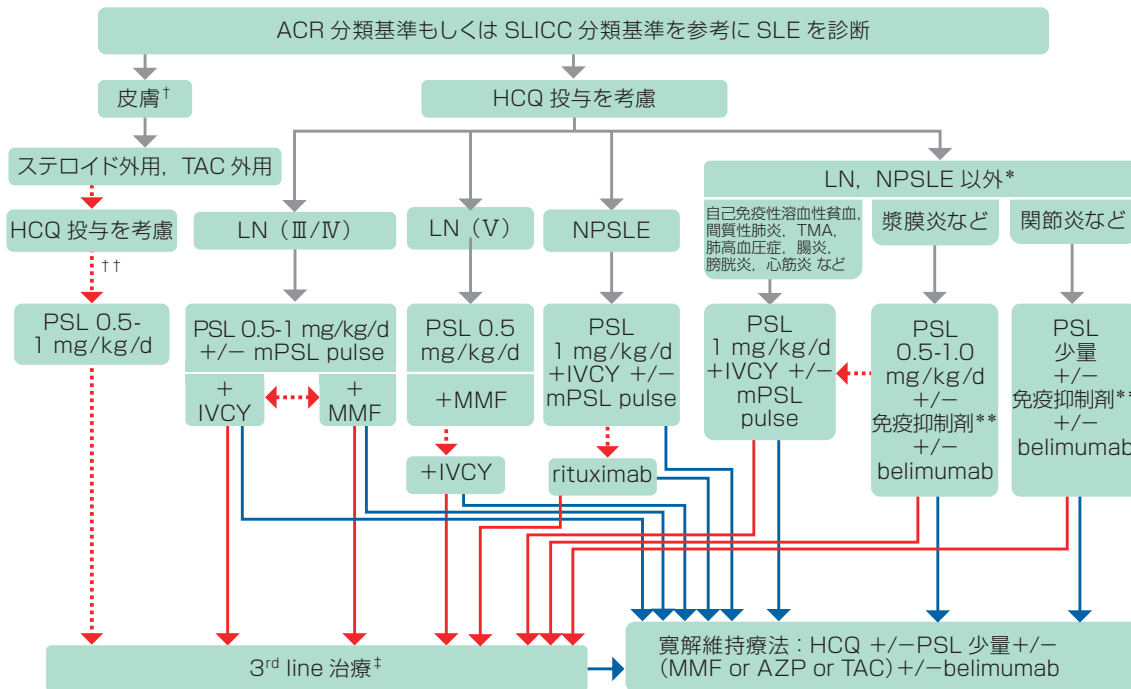 ACR 分類基準もしくは SLICC 分類基準を参考に SLE を診断
皮膚†
HCQ 投与を考慮
ステロイド外用，TAC 外用
LN，NPSLE 以外*
HCQ 投与を考慮
††
LN（Ⅲ/Ⅳ）
LN（Ⅴ）
NPSLE
自己免疫性溶血性貧血，
間質性肺炎，TMA，
肺高血圧症，腸炎，
膀胱炎，心筋炎 など
漿膜炎など
関節炎など
PSL 0.5-
1 mg/kg/d
PSL 0.5-1 mg/kg/d
+/− mPSL pulse
+
IVCY
+
MMF
PSL 0.5
mg/kg/d
+MMF
+IVCY
PSL
1 mg/kg/d
+IVCY +/−
mPSL pulse
rituximab
PSL
1 mg/kg/d
+IVCY +/−
mPSL
pulse
PSL
0.5-1.0
mg/kg/d
+/−
免疫抑制剤**
+/−
belimumab
PSL
少量
+/−
免疫抑制剤**
+/−
belimumab
3rd line 治療‡
寛解維持療法：HCQ +/−PSL 少量+/−
（MMF or AZP or TAC）+/−belimumab